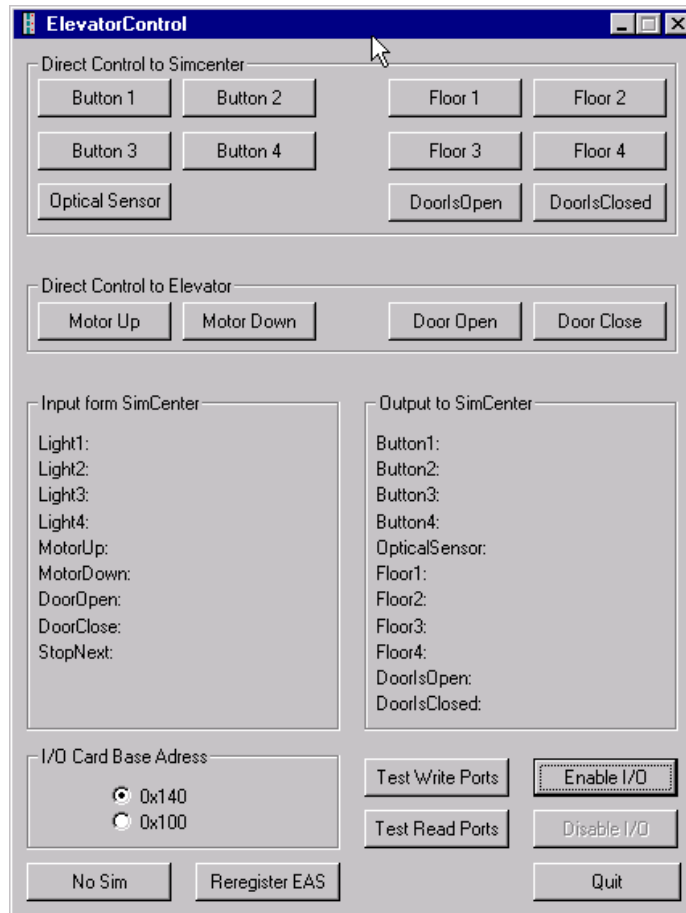 ElevatorControl
Direct Control to Simcenter
Button 1 Button 2 Floor 1 Floor 2
Button 3 Button 4 Floor 3 Floor 4
Optical Sensor DoorIsOpen DoorIsClosed
Direct Control to Elevator
Motor Up Motor Down Door Open Door Close
Input form SimCenter
Light1:
Light2:
Light3:
Light4:
MotorUp:
MotorDown:
DoorOpen:
DoorClose:
StopNext:
Output to SimCenter
Button1:
Button2:
Button3:
Button4:
OpticalSensor:
Floor1:
Floor2:
Floor3:
Floor4:
DoorIsOpen:
DoorIsClosed:
I/O Card Base Adress
0x140
0x100
Test Write Ports Enable I/O
Test Read Ports Disable I/O
No Sim Reregister EAS Quit